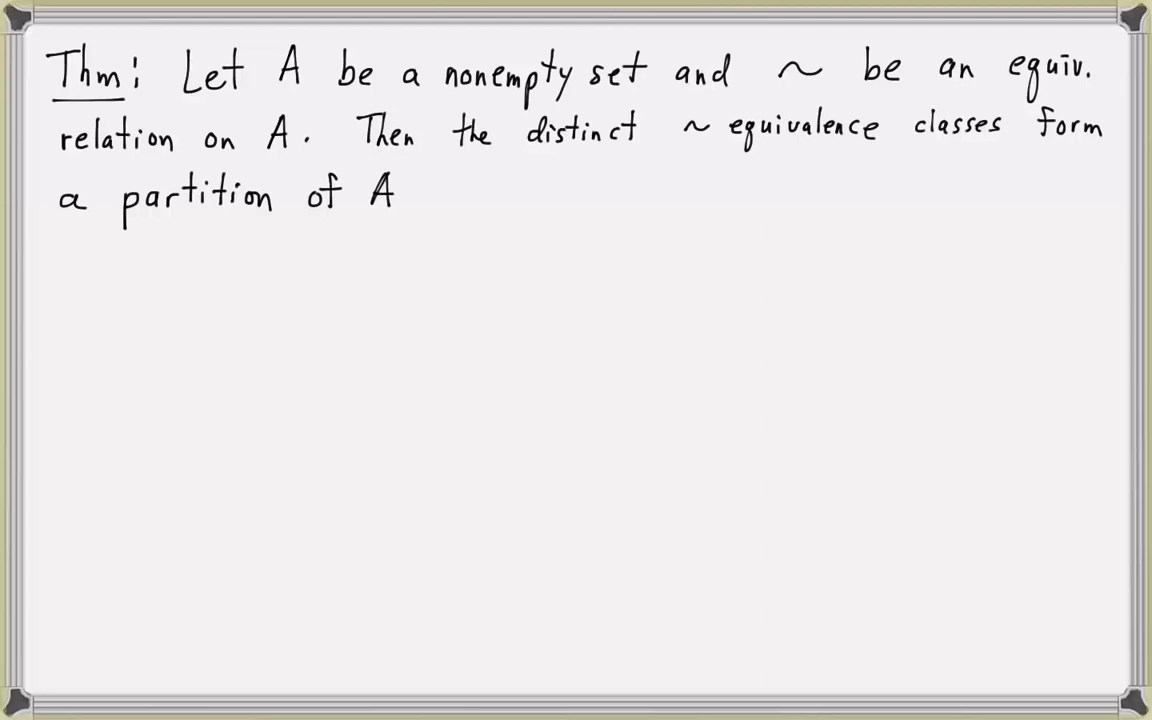 Thm: Let A be a nonempty set and ~ be an equiv.
relation on A. Then the distinct ~ equivalence classes form
a partition of A